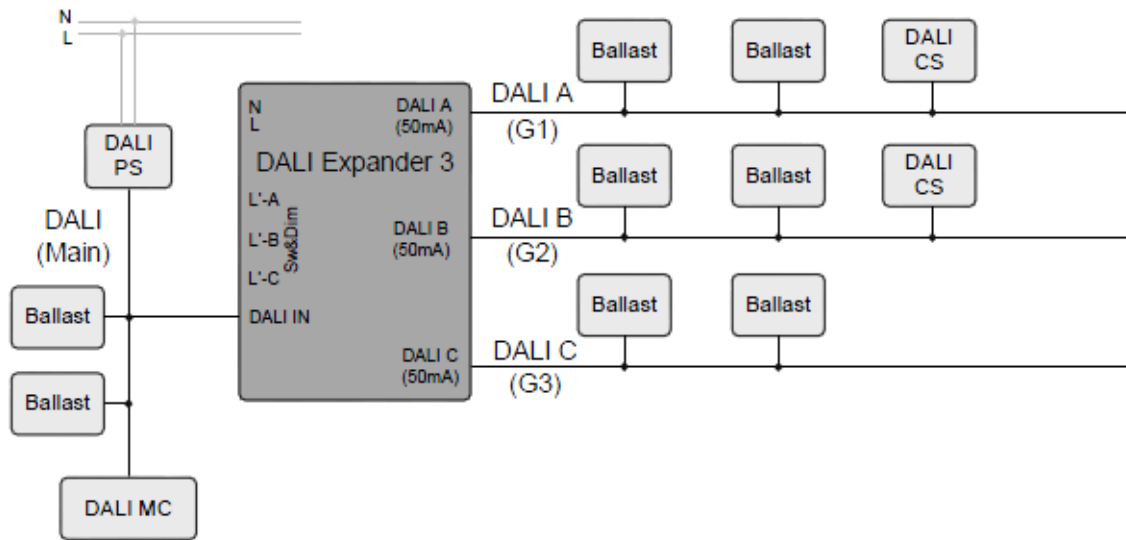 N
L
DALI
PS
DALI
(Main)
Ballast
Ballast
DALI MC
N
L
DALI A
(50mA)
DALI Expander 3
L'-A
L'-B
L'-C
Sw&Dim
DALI B
(50mA)
DALI IN
DALI C
(50mA)
DALI A
(G1)
Ballast
Ballast
DALI
CS
DALI B
(G2)
Ballast
Ballast
DALI
CS
DALI C
(G3)
Ballast
Ballast